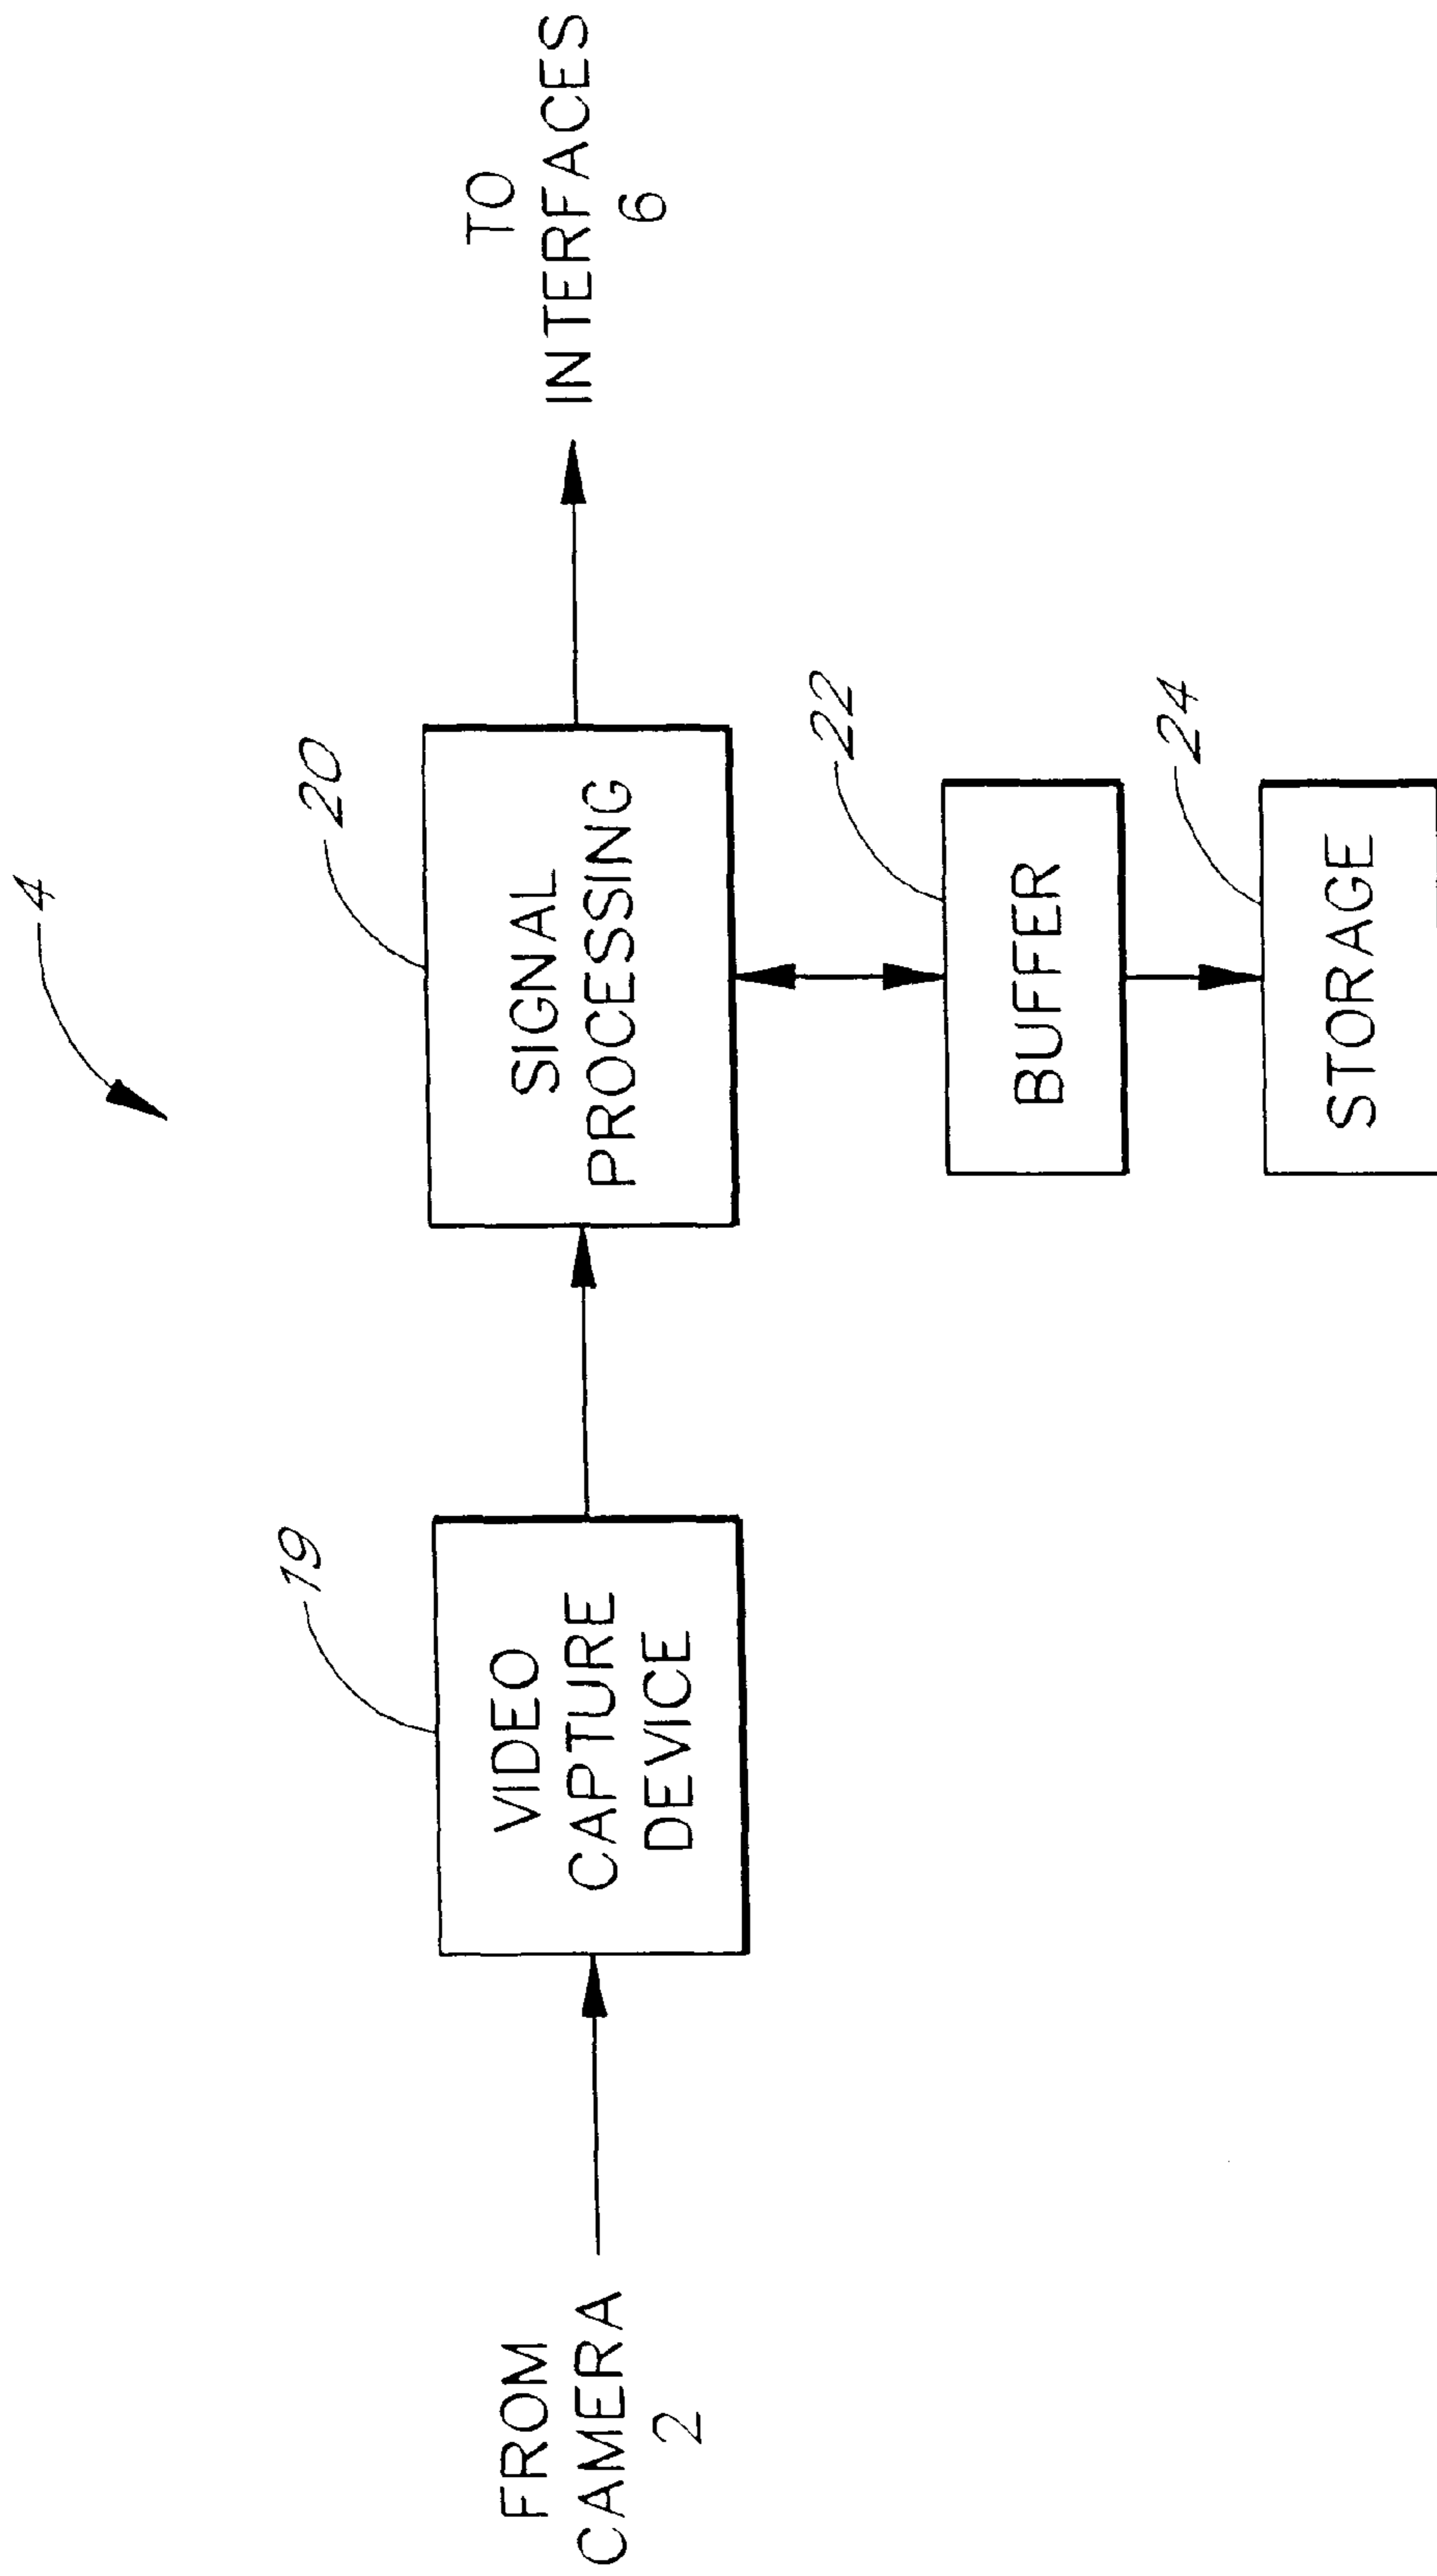 4
19
20
FROM
CAMERA
2
VIDEO
CAPTURE
DEVICE
SIGNAL
PROCESSING
TO
INTERFACES
6
22
BUFFER
24
STORAGE